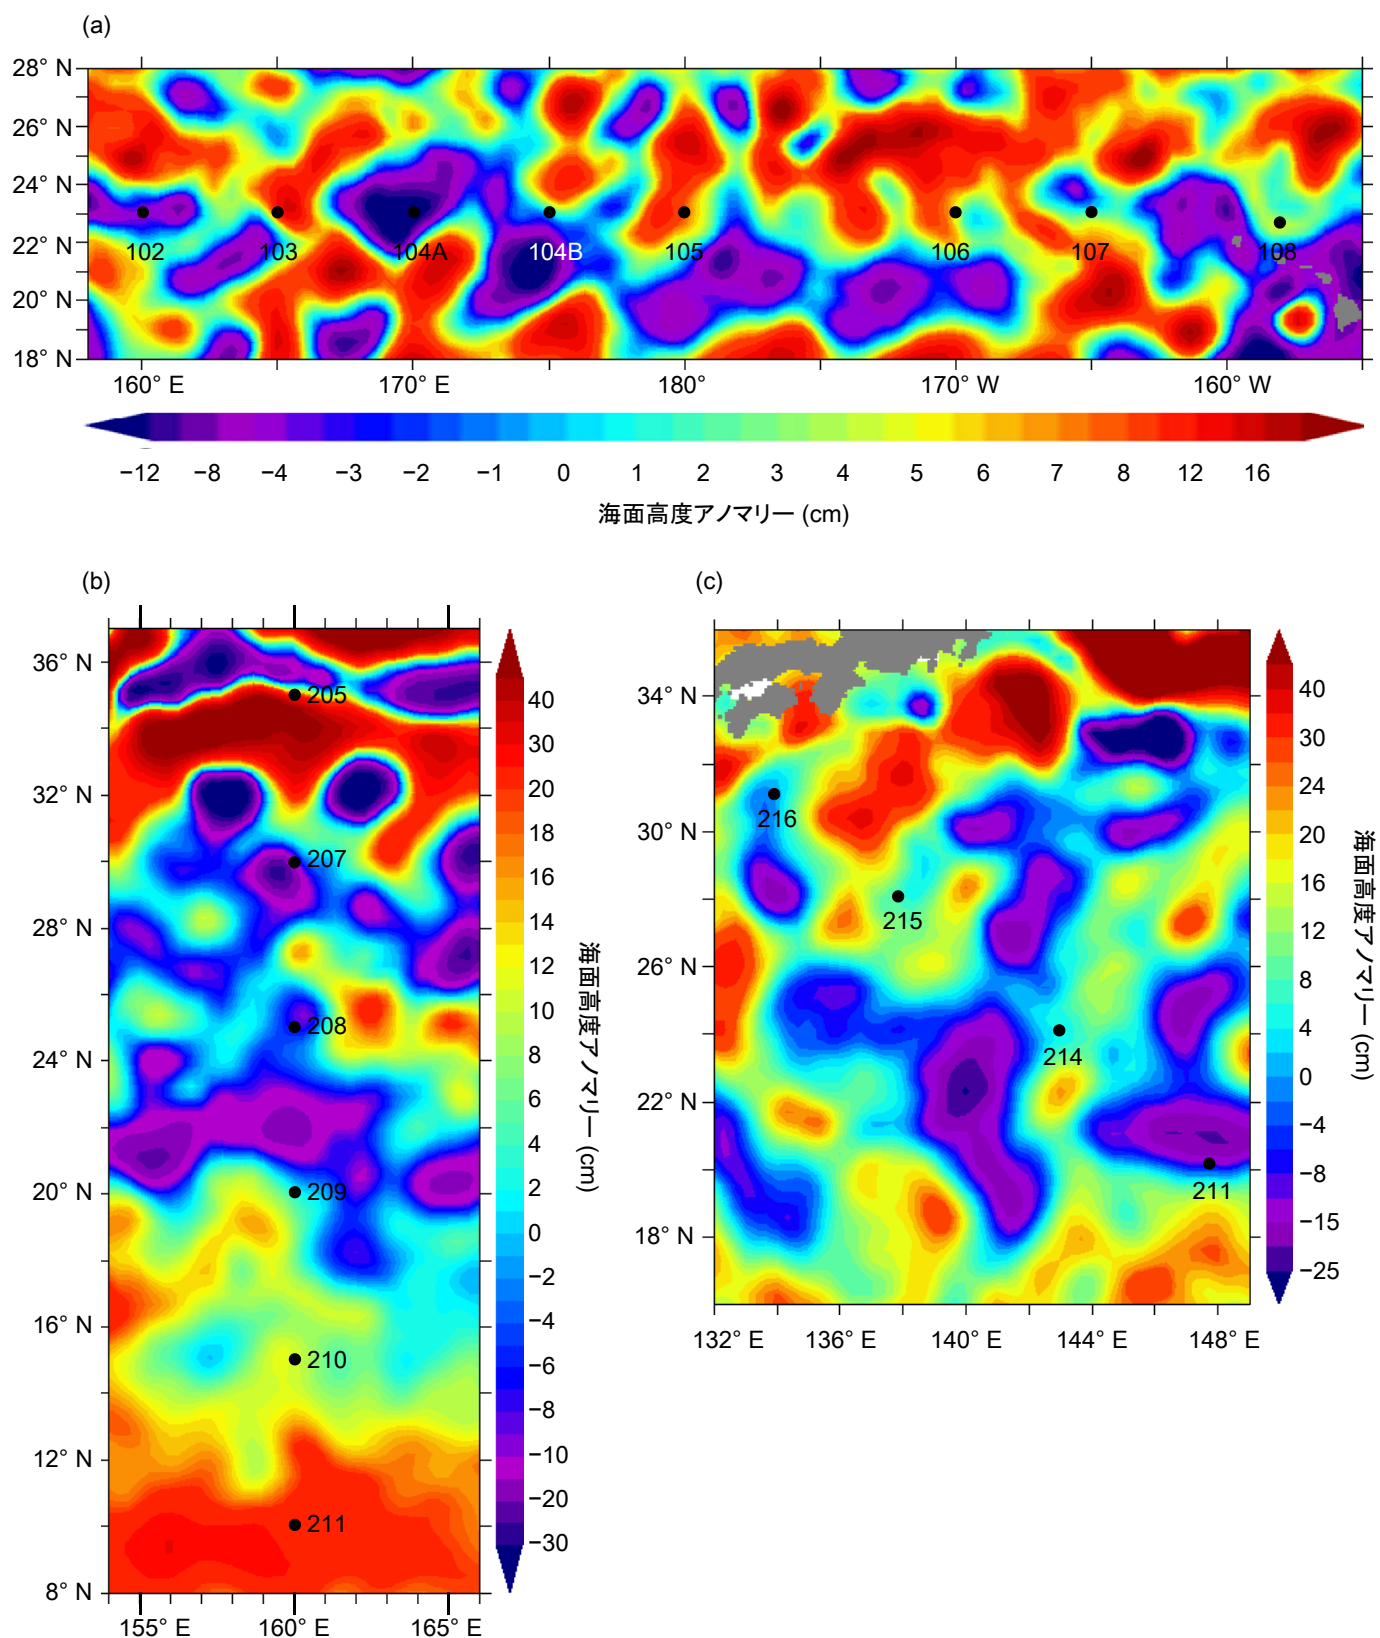 (a)
28° N
26° N
24° N
22° N
20° N
18° N
102
103
104A
104B
105
106
107
108
160° E
170° E
180°
170° W
160° W
−12
−8
−4
−3
−2
−1
0
1
2
3
4
5
6
7
8
12
16
海面高度アノマリー (cm)
(b)
36° N
32° N
28° N
24° N
20° N
16° N
12° N
8° N
205
207
208
209
210
211
155° E
160° E
165° E
40
30
20
18
16
14
12
10
8
6
4
2
0
−2
−4
−6
−8
−10
−20
−30
海面高度アノマリー (cm)
(c)
34° N
30° N
26° N
22° N
18° N
216
215
214
211
132° E
136° E
140° E
144° E
148° E
40
30
24
20
16
12
8
4
0
−4
−8
−15
−25
海面高度アノマリー (cm)